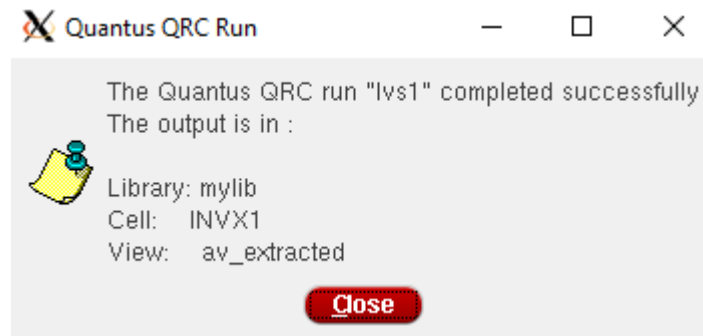 Quantus QRC Run
The Quantus QRC run "lvs1" completed successfully
The output is in :
Library: mylib
Cell: INVX1
View: av_extracted
Close